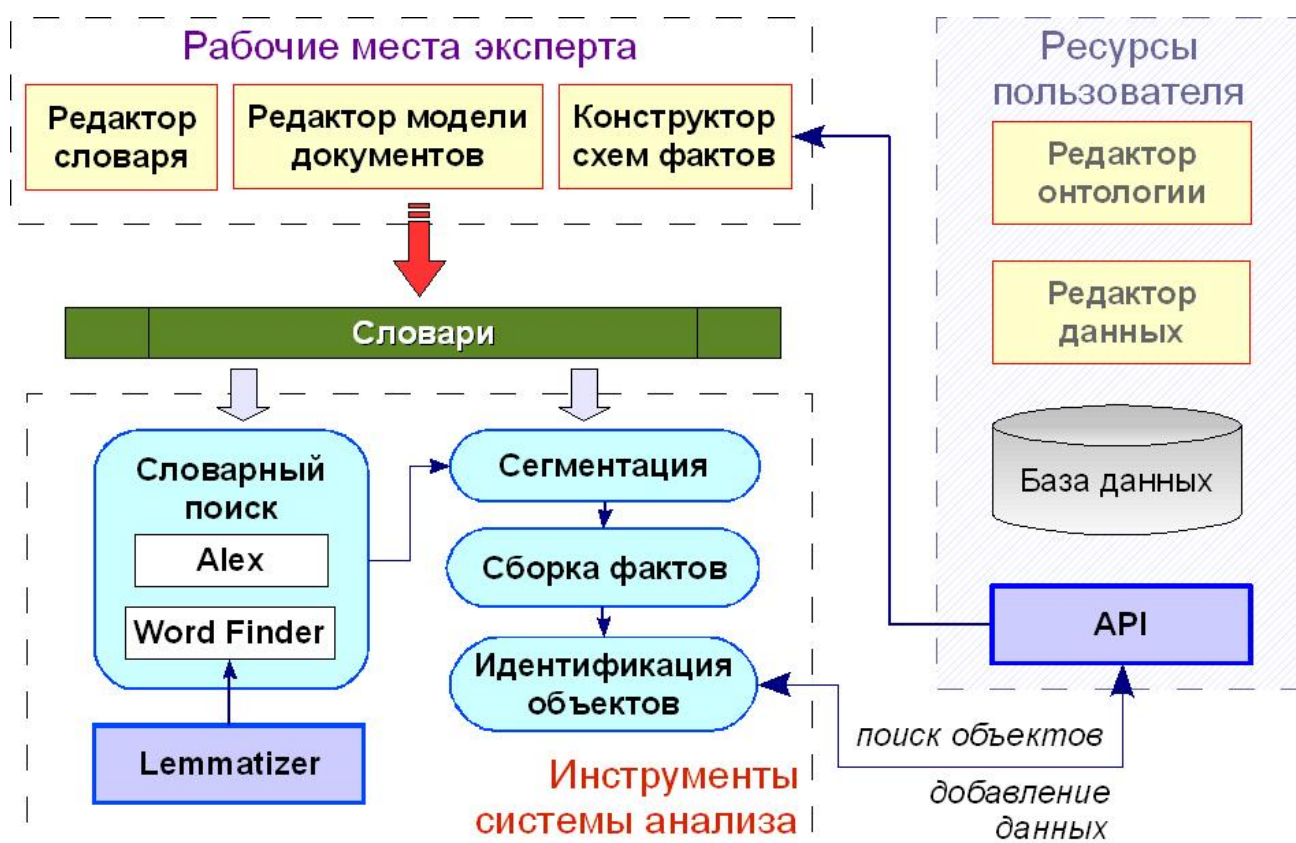 Рабочие места эксперта
Редактор
словаря
Редактор модели
документов
Конструктор
схем фактов
Ресурсы
пользователя
Редактор
онтологии
Редактор
данных
База данных
API
Словари
Словарный
поиск
Alex
Word Finder
Lemmatizer
Сегментация
Сборка фактов
Идентификация
объектов
поиск объектов
добавление
данных
Инструменты
системы анализа